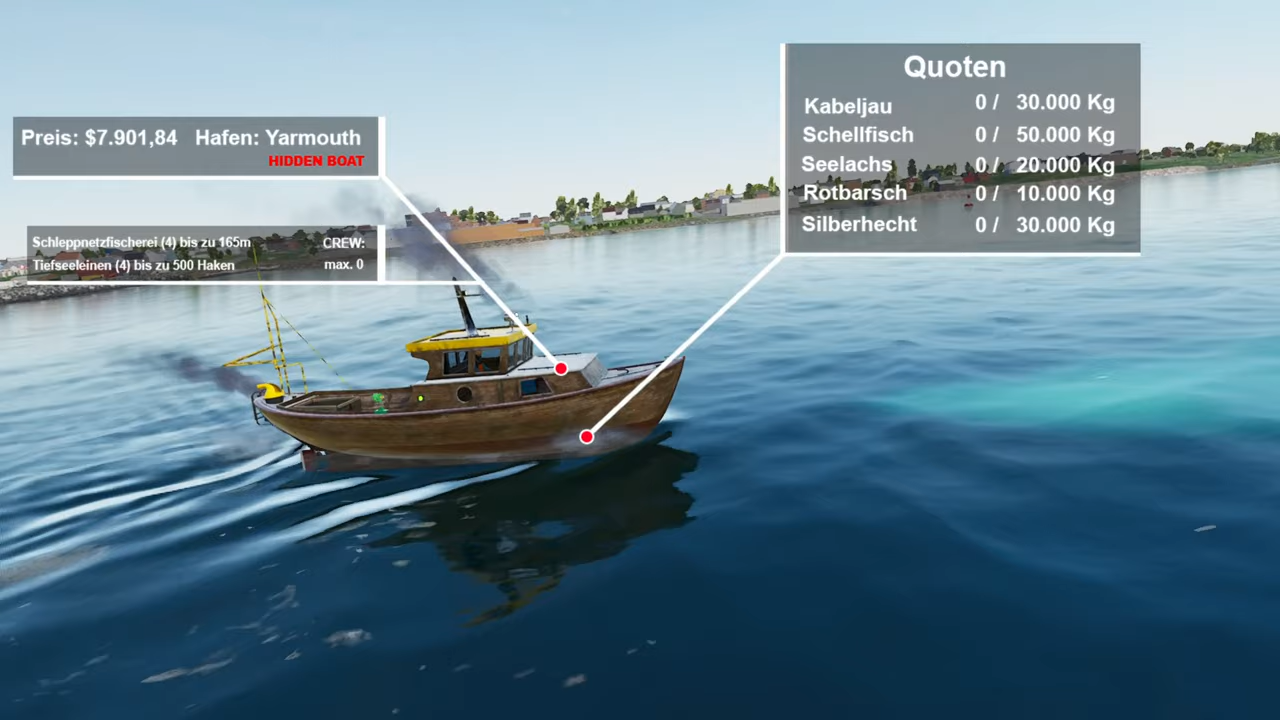 Preis: $7.901,84 Hafen: Yarmouth
HIDDEN BOAT
Schleppnetzfischerei (4) bis zu 165m CREW:
Tiefseeleinen (4) bis zu 500 Haken max. 0
Quoten
Kabeljau 0 / 30.000 Kg
Schellfisch 0 / 50.000 Kg
Seelachs 0 / 20.000 Kg
Rotbarsch 0 / 10.000 Kg
Silberhecht 0 / 30.000 Kg